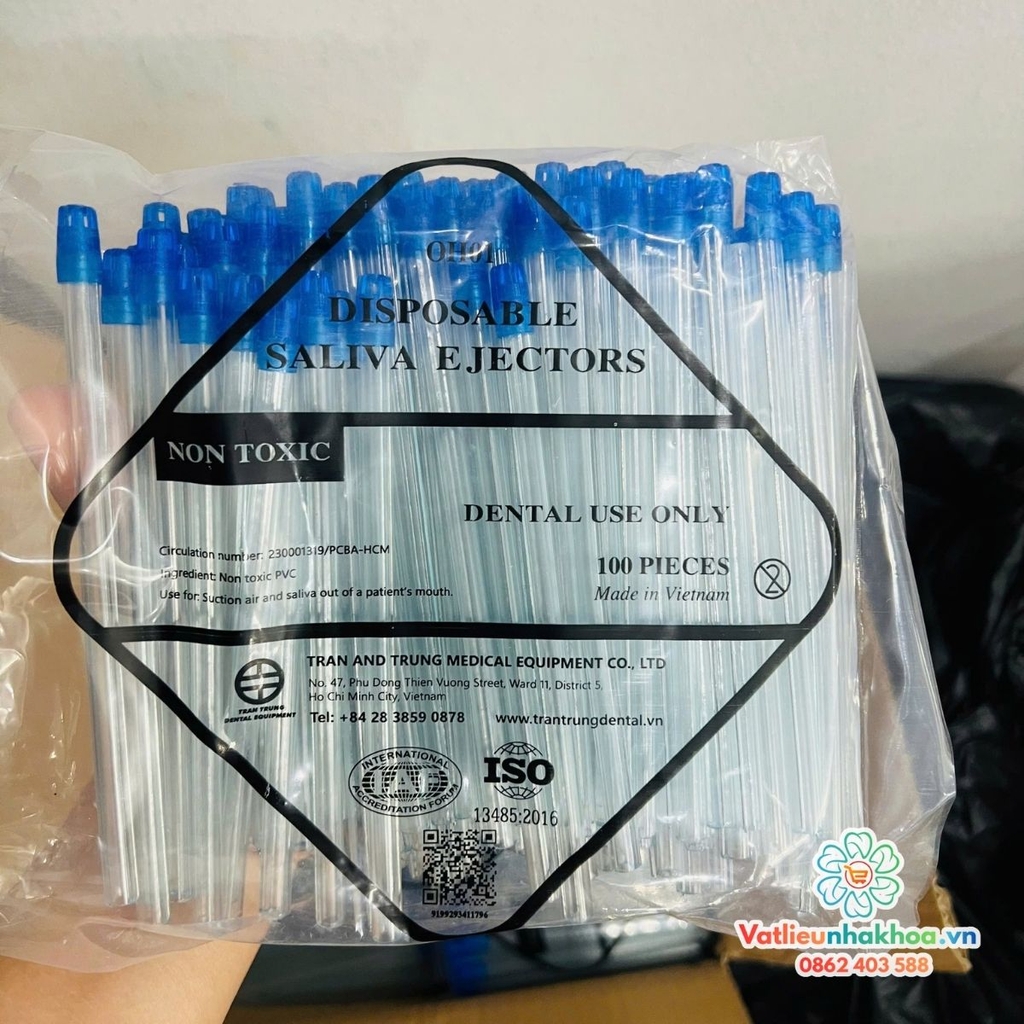 OH01
DISPOSABLE
SALIVA EJECTORS
NON TOXIC
DENTAL USE ONLY
Circulation number: 230001319/PCBA-HCM
Ingredient: Non toxic PVC
Use for: Suction air and saliva out of a patient's mouth.
100 PIECES
Made in Vietnam
2
TRAN AND TRUNG MEDICAL EQUIPMENT CO., LTD
No. 47, Phu Dong Thien Vuong Street, Ward 11, District 5,
Ho Chi Minh City, Vietnam
Tel: +84 28 3859 0878 www.trantrungdental.vn
TRAN TRUNG
DENTAL EQUIPMENT
INTERNATIONAL
IAF
ACCREDITATION FORUM
ISO
13485:2016
9199293411796
Vatlieunhakhoa.vn
0862 403 588